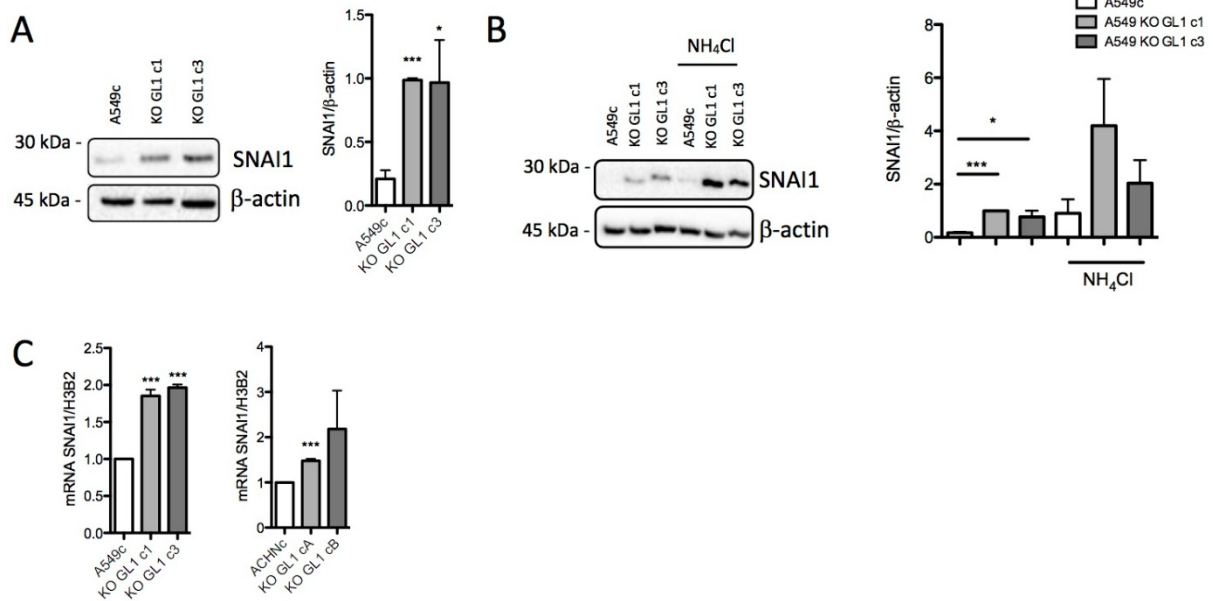 A
A549c
KO GL1 c1
KO GL1 c3
30 kDa -
SNAI1
45 kDa -
β-actin
SNAI1/β-actin
1.5
1.0
0.5
0.0
*
***
A549c
KO GL1 c1
KO GL1 c3
B
NH₄Cl
A549c
KO GL1 c1
KO GL1 c3
A549c
KO GL1 c1
KO GL1 c3
30 kDa -
SNAI1
45 kDa -
β-actin
A549c
A549 KO GL1 c1
A549 KO GL1 c3
SNAI1/β-actin
8
6
4
2
0
*
***
NH₄Cl
C
mRNA SNAI1/H3B2
2.5
2.0
1.5
1.0
0.5
0.0
***
***
A549c
KO GL1 c1
KO GL1 c3
mRNA SNAI1/H3B2
4
3
2
1
0
***
ACHNc
KO GL1 cA
KO GL1 cB